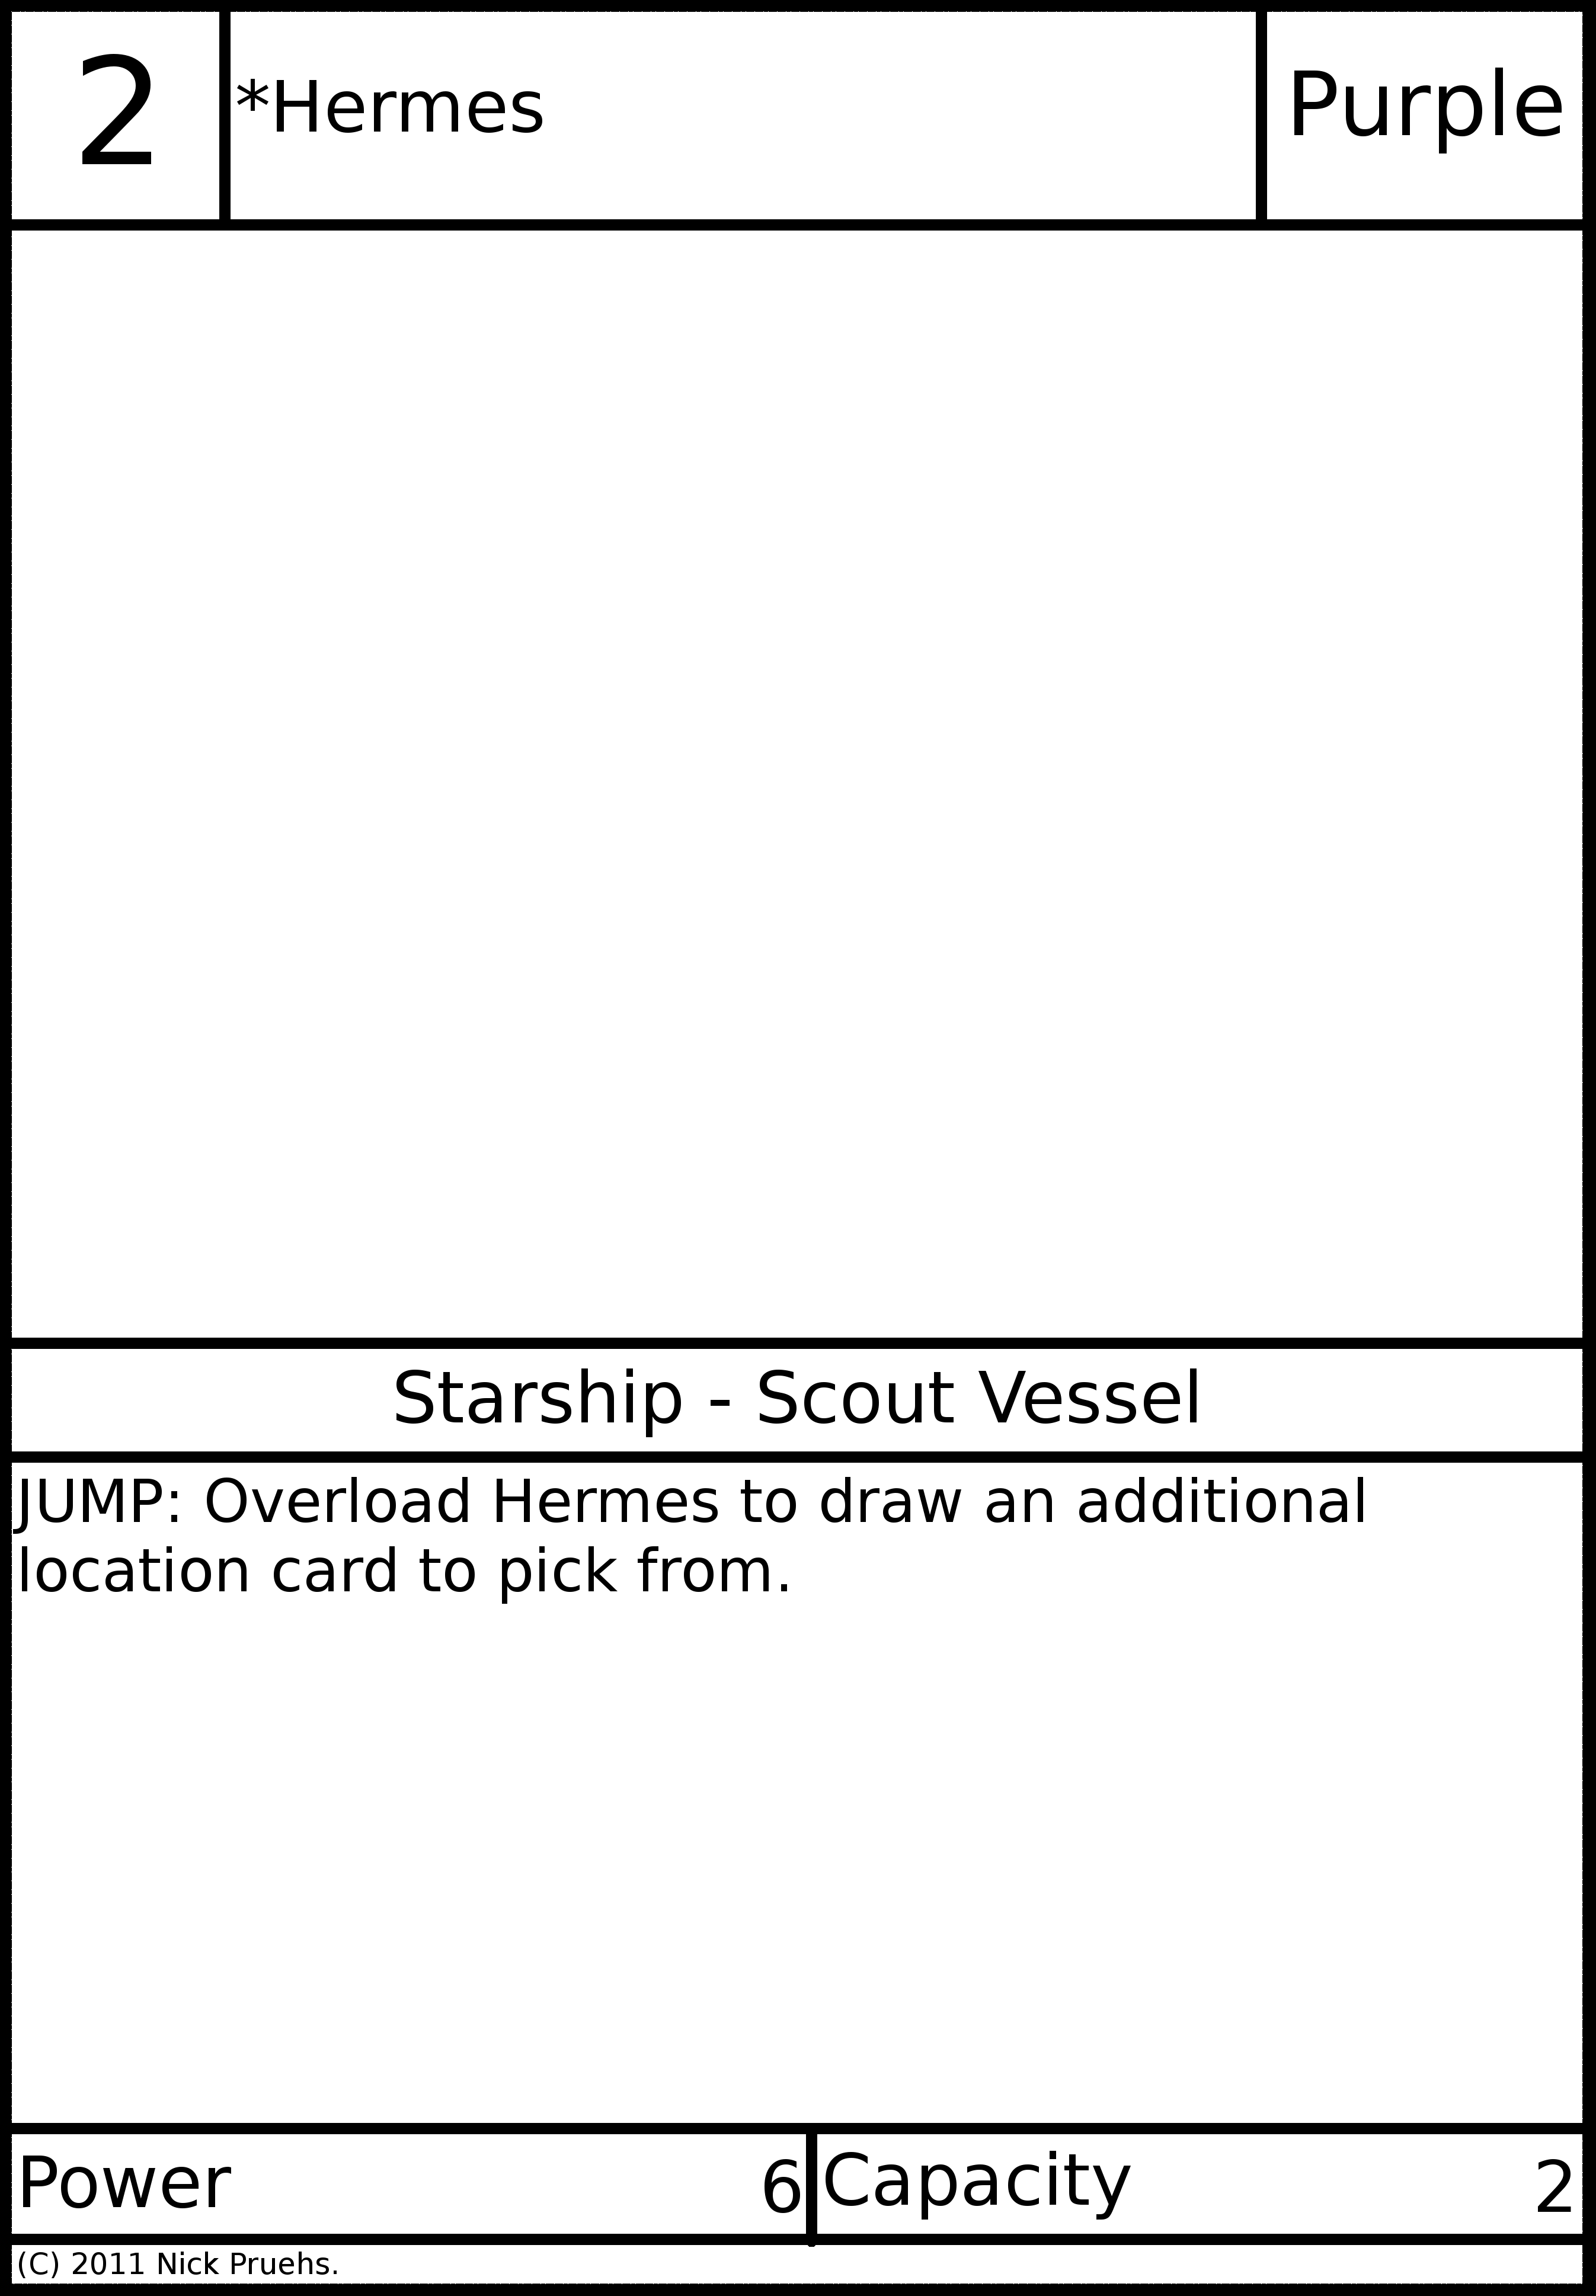 2
*Hermes
Purple
Starship - Scout Vessel
JUMP: Overload Hermes to draw an additional
location card to pick from.
Power 6
Capacity 2
(C) 2011 Nick Pruehs.